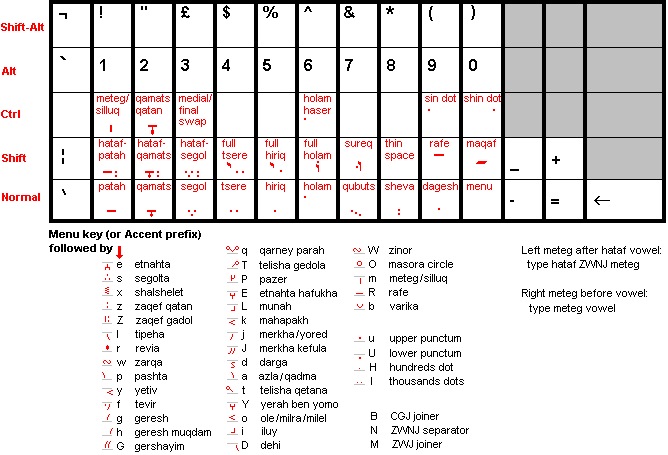 Shift-Alt ¬ ! " £ $ % ^ & * ( )
Alt ` 1 2 3 4 5 6 7 8 9 0
Ctrl meteg/ silluq qamats qatan medial/ final swap holam haser sin dot shin dot
Shift ¦ hataf-patah hataf-qamats hataf-segol full tsere full hiriq full holam sureq thin space rafe maqaf _ +
Normal ` patah qamats segol tsere hiriq holam qubuts sheva dagesh menu - = ←
Menu key (or Accent prefix)
followed by
e etnahta
s segolta
x shalshelet
z zaqef qatan
Z zaqef gadol
l tipeha
r revia
w zarqa
p pashta
y yetiv
f tevir
g geresh
h geresh muqdam
G gershayim
q qarney parah
T telisha gedola
P pazer
E etnahta hafukha
L munah
k mahapakh
j merkha/yored
J merkha kefula
d darga
a azla/qadma
t telisha qetana
Y yerah ben yomo
o ole/milra/milel
i iluy
D dehi
W zinor
O masora circle
m meteg/silluq
R rafe
b varika
u upper punctum
U lower punctum
H hundreds dot
I thousands dots
B CGJ joiner
N ZWNJ separator
M ZWJ joiner
Left meteg after hataf vowel:
type hataf ZWNJ meteg
Right meteg before vowel:
type meteg vowel